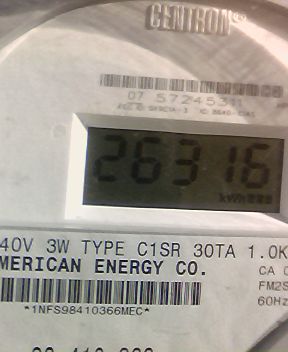 CENTRON®
07 57245311
26316
kWh
40V 3W TYPE C1SR 30TA 1.0K
MERICAN ENERGY CO.
CA 0
FM2S
60Hz
*1NFS98410366MEC*